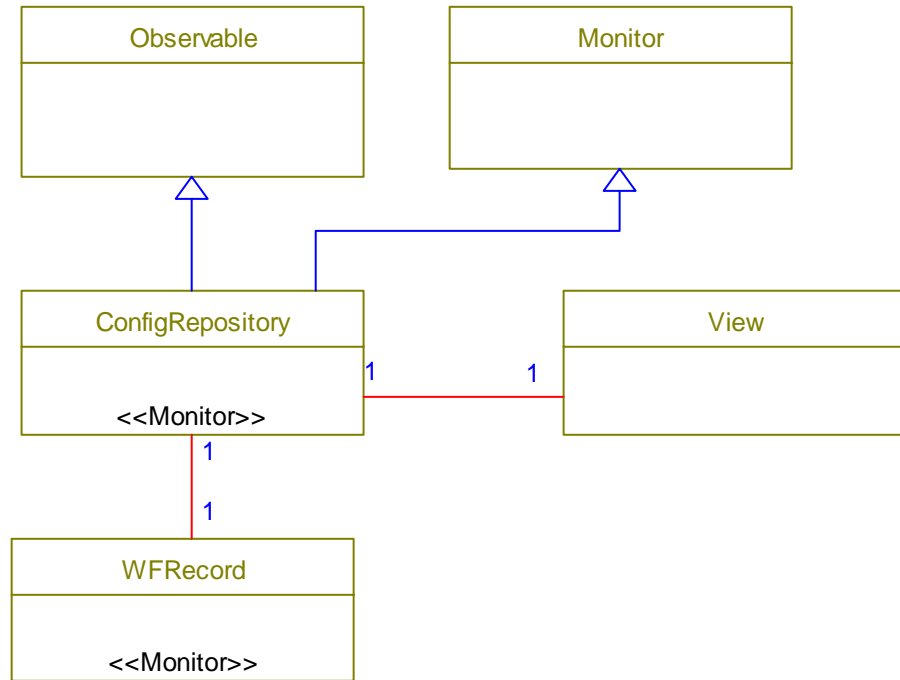 Observable
Monitor
ConfigRepository
<<Monitor>>
View
1
1
1
1
WFRecord
<<Monitor>>